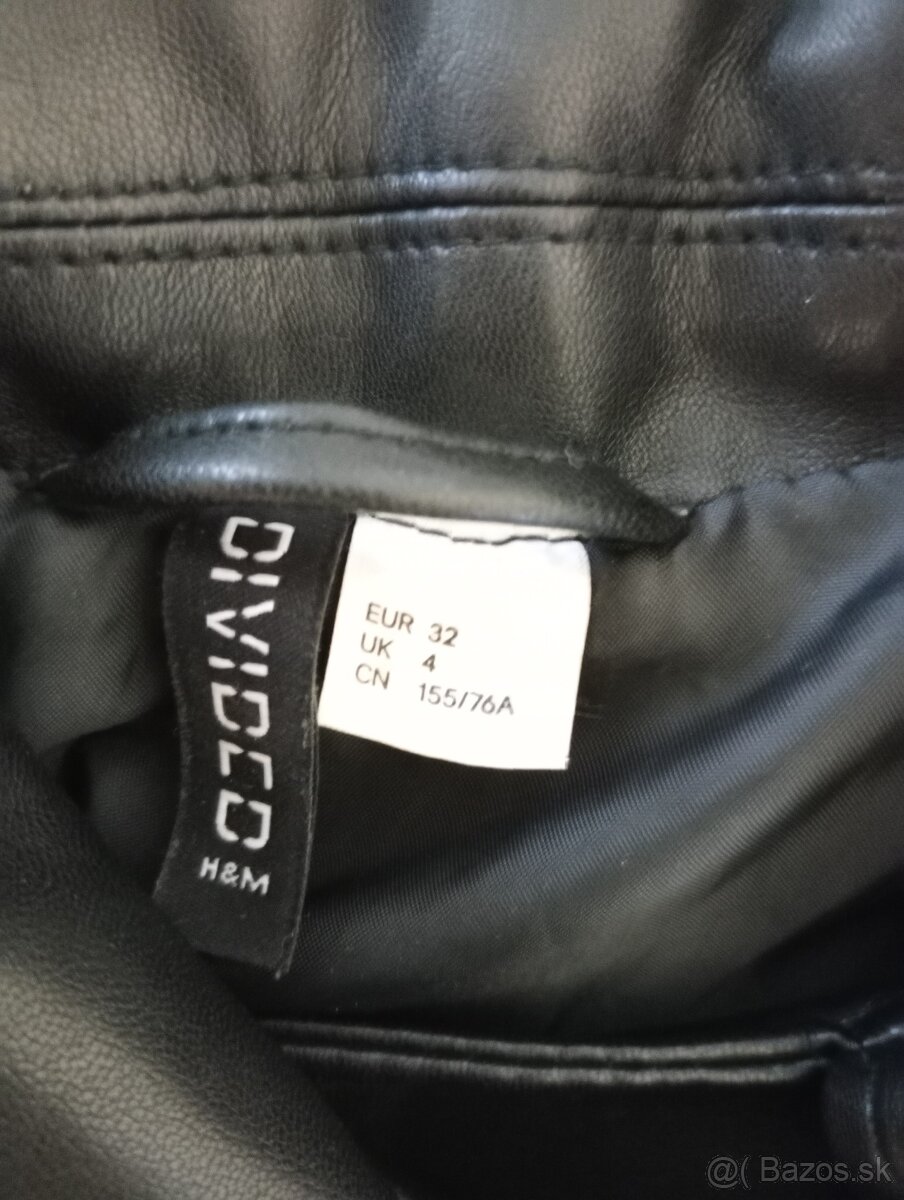 DIVIDED
H&M
EUR 32
UK 4
CN 155/76A
@( Bazos.sk